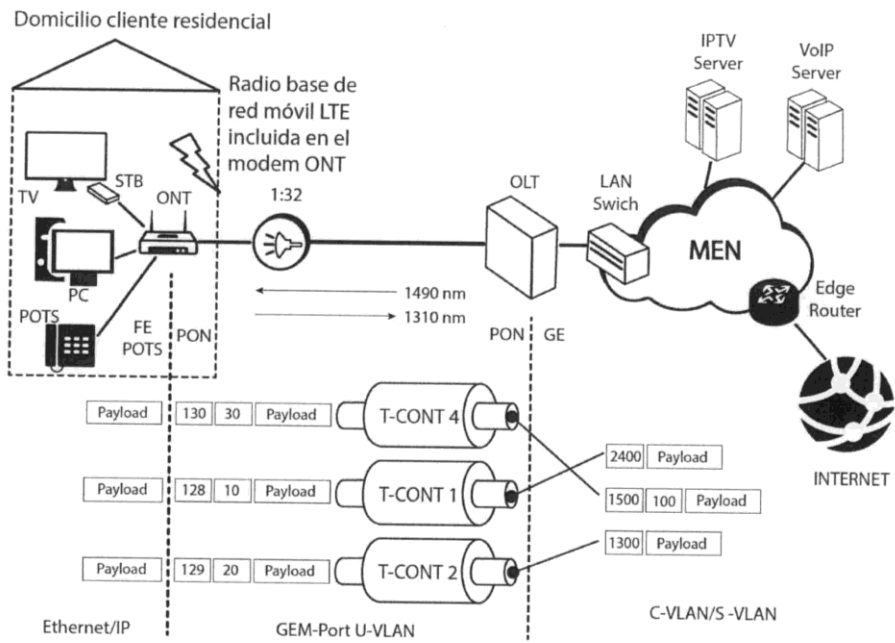 Domicilio cliente residencial
Radio base de
red móvil LTE
incluida en el
modem ONT
IPTV
Server
VoIP
Server
TV
STB
ONT
1:32
OLT
LAN
Swich
MEN
PC
1490 nm
1310 nm
Edge
Router
POTS
FE
POTS
PON
PON
GE
Payload 130 30 Payload T-CONT 4
2400 Payload
INTERNET
Payload 128 10 Payload T-CONT 1
1500 100 Payload
1300 Payload
Payload 129 20 Payload T-CONT 2
Ethernet/IP
GEM-Port U-VLAN
C-VLAN/S -VLAN